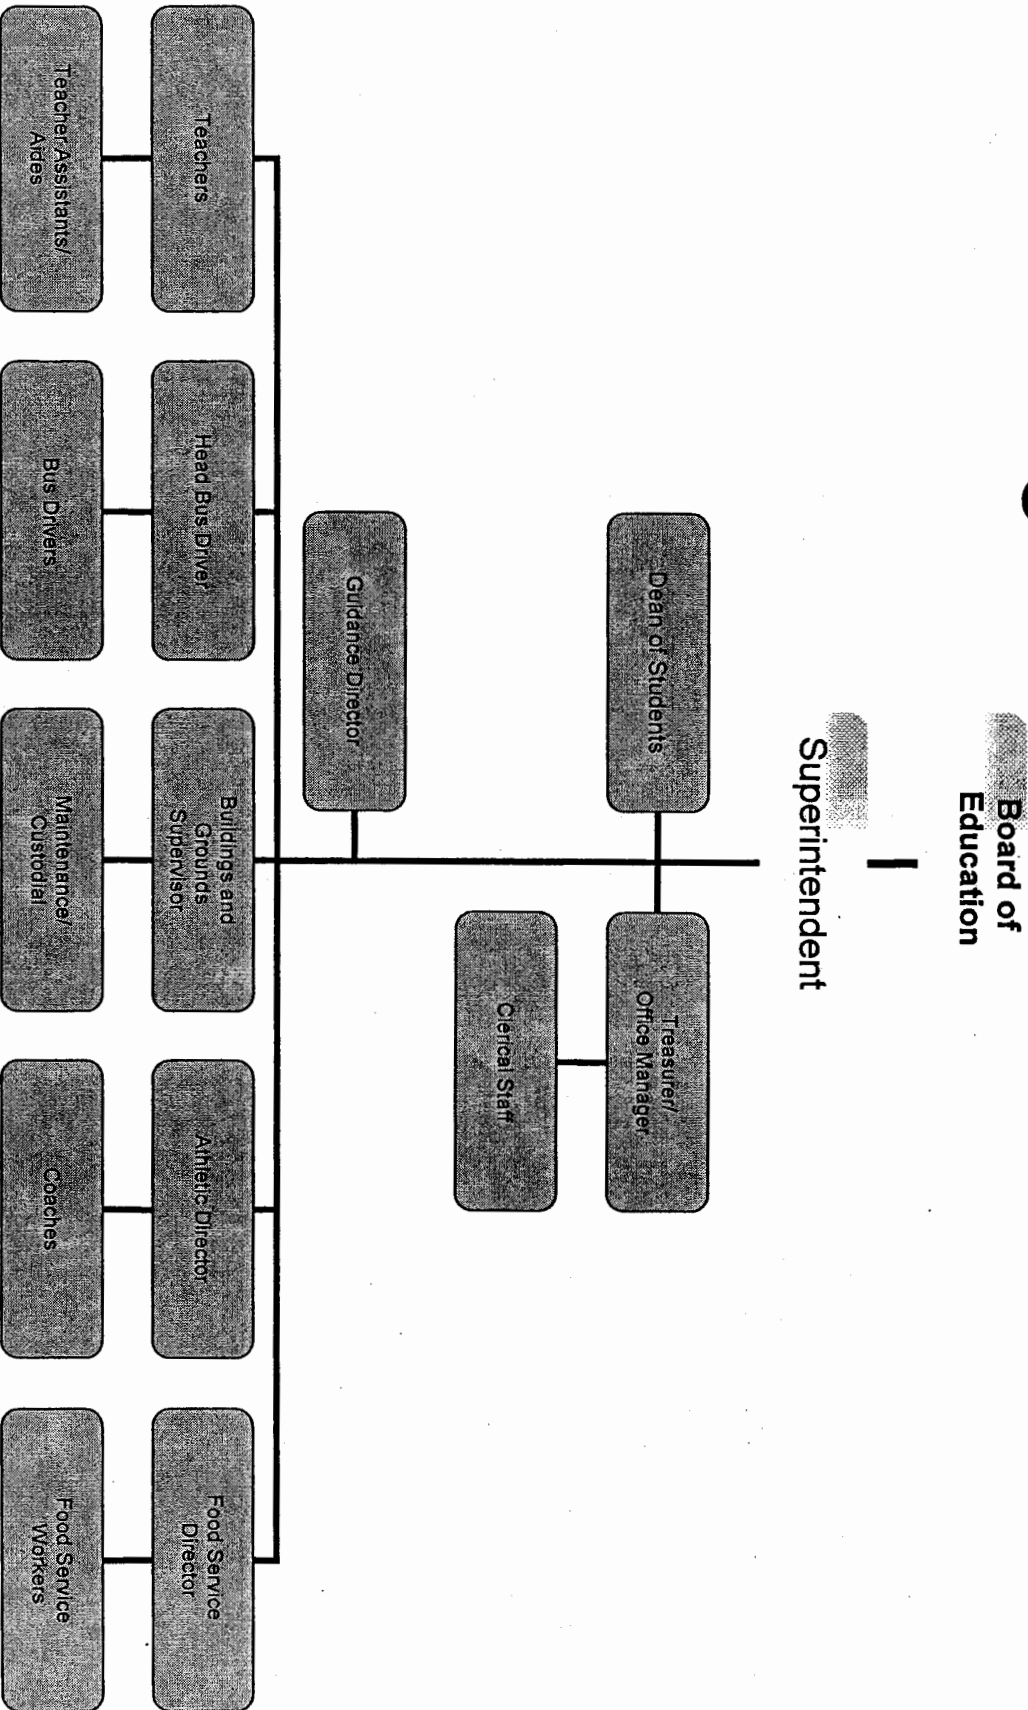 Board of
Education
Superintendent
Dean of Students
Treasurer/
Office Manager
Clerical Staff
Guidance Director
Teachers
Head Bus Driver
Buildings and
Grounds
Supervisor
Athletic Director
Food Service
Director
Teacher Assistants/
Aides
Bus Drivers
Maintenance/
Custodial
Coaches
Food Service
Workers